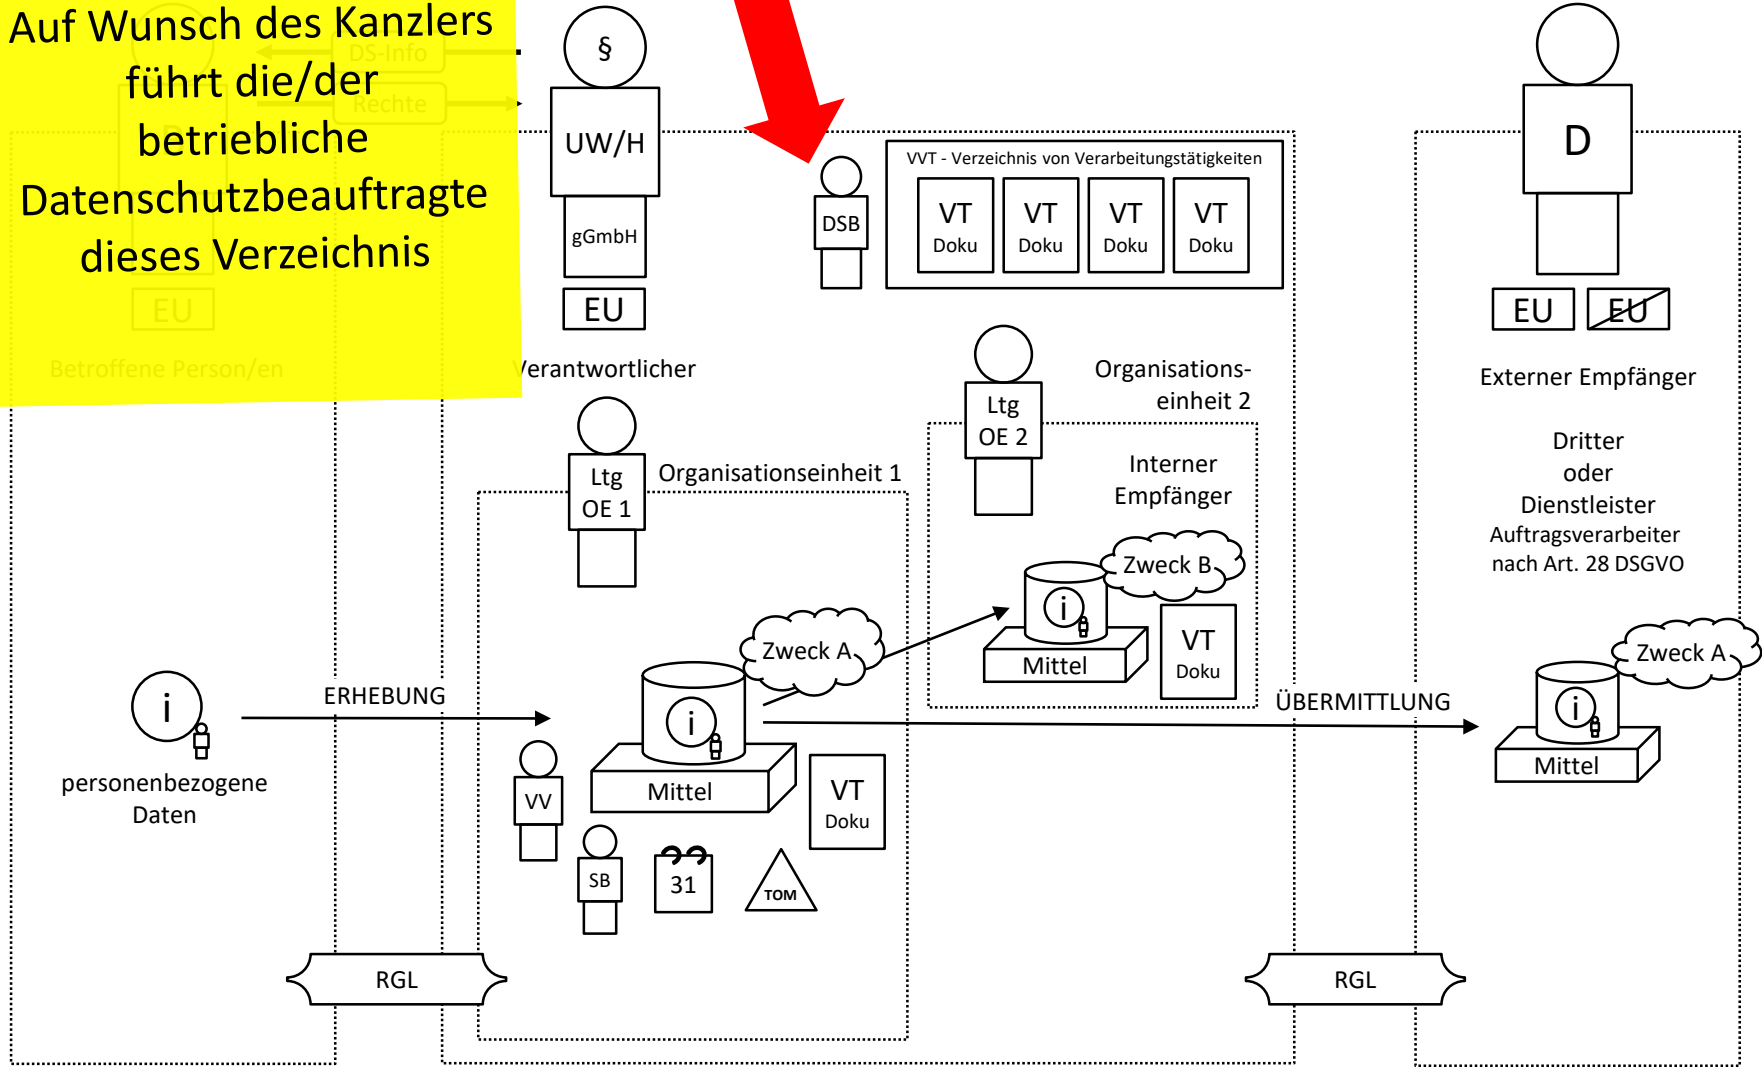 Auf Wunsch des Kanzlers
führt die/der
betriebliche
Datenschutzbeauftragte
dieses Verzeichnis
DS-Info
Rechte
EU
Betroffene Person/en
§
UW/H
gGmbH
EU
Verantwortlicher
DSB
VVT - Verzeichnis von Verarbeitungstätigkeiten
VT
Doku
VT
Doku
VT
Doku
VT
Doku
D
EU
EU
Externer Empfänger
Dritter
oder
Dienstleister
Auftragsverarbeiter
nach Art. 28 DSGVO
Ltg
OE 2
Organisations-
einheit 2
Interner
Empfänger
Zweck B
i
Mittel
VT
Doku
Ltg
OE 1
Organisationseinheit 1
Zweck A
i
Mittel
VT
Doku
VV
SB
31
TOM
i
personenbezogene
Daten
ERHEBUNG
ÜBERMITTLUNG
Zweck A
i
Mittel
RGL
RGL